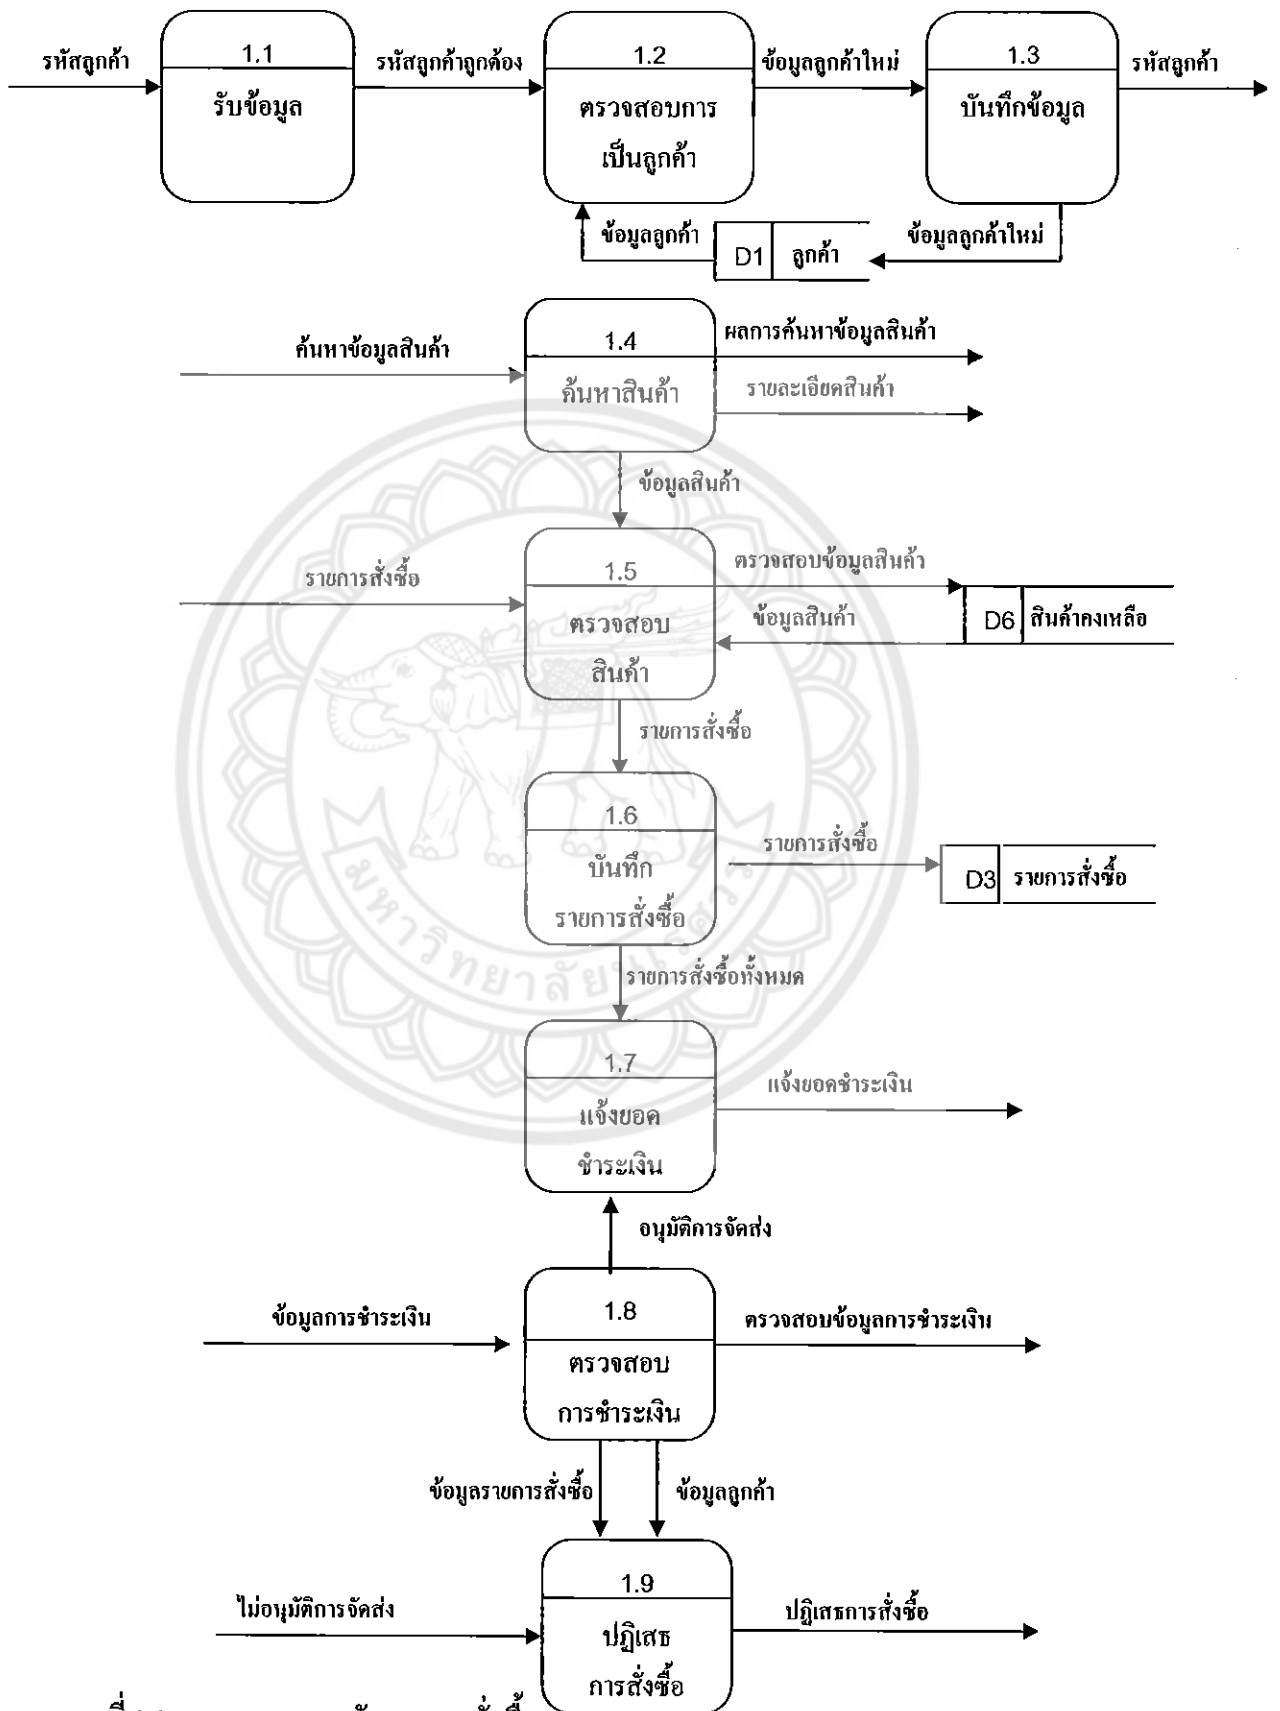 รหัสลูกค้า
1.1
รับข้อมูล
รหัสลูกค้าถูกต้อง
1.2
ตรวจสอบการ
เป็นลูกค้า
ข้อมูลลูกค้าใหม่
1.3
บันทึกข้อมูล
รหัสลูกค้า
ข้อมูลลูกค้า
D1 ลูกค้า
ข้อมูลลูกค้าใหม่
ค้นหาข้อมูลสินค้า
1.4
ค้นหาสินค้า
ผลการค้นหาข้อมูลสินค้า
รายละเอียดสินค้า
ข้อมูลสินค้า
รายการสั่งซื้อ
1.5
ตรวจสอบ
สินค้า
ตรวจสอบข้อมูลสินค้า
ข้อมูลสินค้า
D6 สินค้าคงเหลือ
รายการสั่งซื้อ
1.6
บันทึก
รายการสั่งซื้อ
รายการสั่งซื้อ
D3 รายการสั่งซื้อ
มหาวิทยาลัยนเรศวร
รายการสั่งซื้อทั้งหมด
1.7
แจ้งยอด
ชำระเงิน
แจ้งยอดชำระเงิน
อนุมัติการจัดส่ง
ข้อมูลการชำระเงิน
1.8
ตรวจสอบ
การชำระเงิน
ตรวจสอบข้อมูลการชำระเงิน
ข้อมูลรายการสั่งซื้อ
ข้อมูลลูกค้า
ไม่อนุมัติการจัดส่ง
1.9
ปฏิเสธ
การสั่งซื้อ
ปฏิเสธการสั่งซื้อ